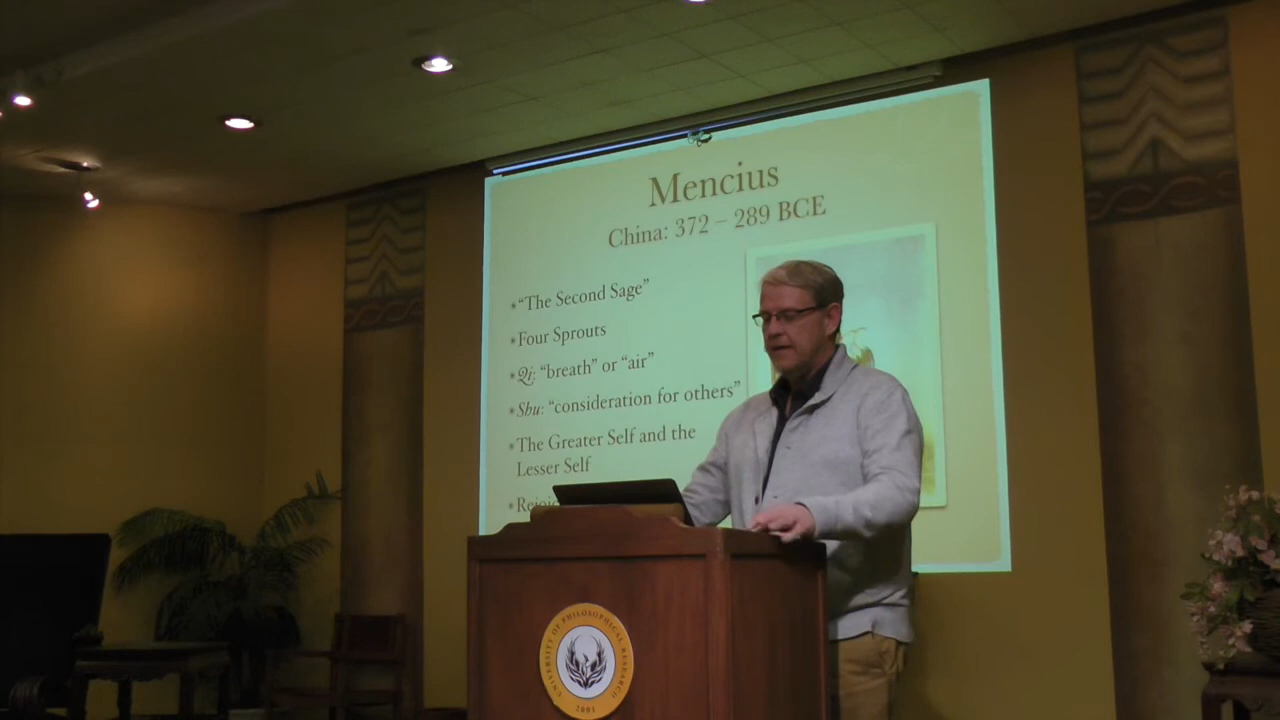 Mencius
China: 372 – 289 BCE
* “The Second Sage”
* Four Sprouts
* Qi: “breath” or “air”
* Shu: “consideration for others”
* The Greater Self and the
Lesser Self
*
UNIVERSITY OF PHILOSOPHICAL RESEARCH
2001